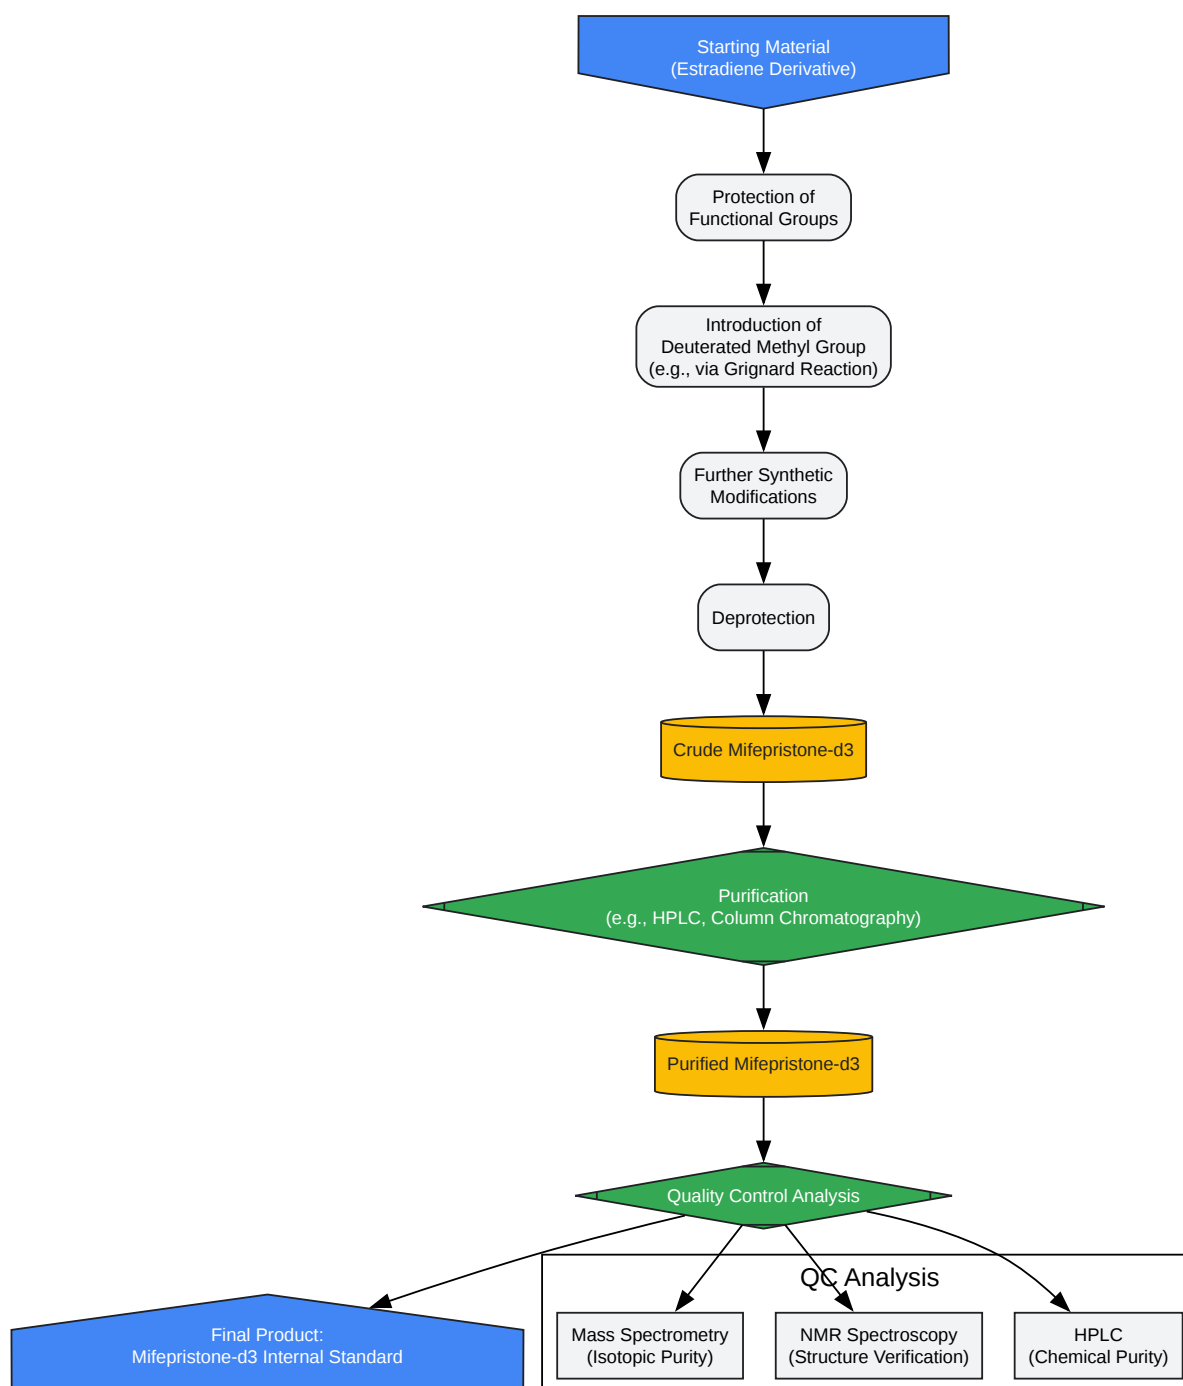 Starting Material
(Estradiene Derivative)
Protection of
Functional Groups
Introduction of
Deuterated Methyl Group
(e.g., via Grignard Reaction)
Further Synthetic
Modifications
Deprotection
Crude Mifepristone-d3
Purification
(e.g., HPLC, Column Chromatography)
Purified Mifepristone-d3
Quality Control Analysis
QC Analysis
Final Product:
Mifepristone-d3 Internal Standard
Mass Spectrometry
(Isotopic Purity)
NMR Spectroscopy
(Structure Verification)
HPLC
(Chemical Purity)